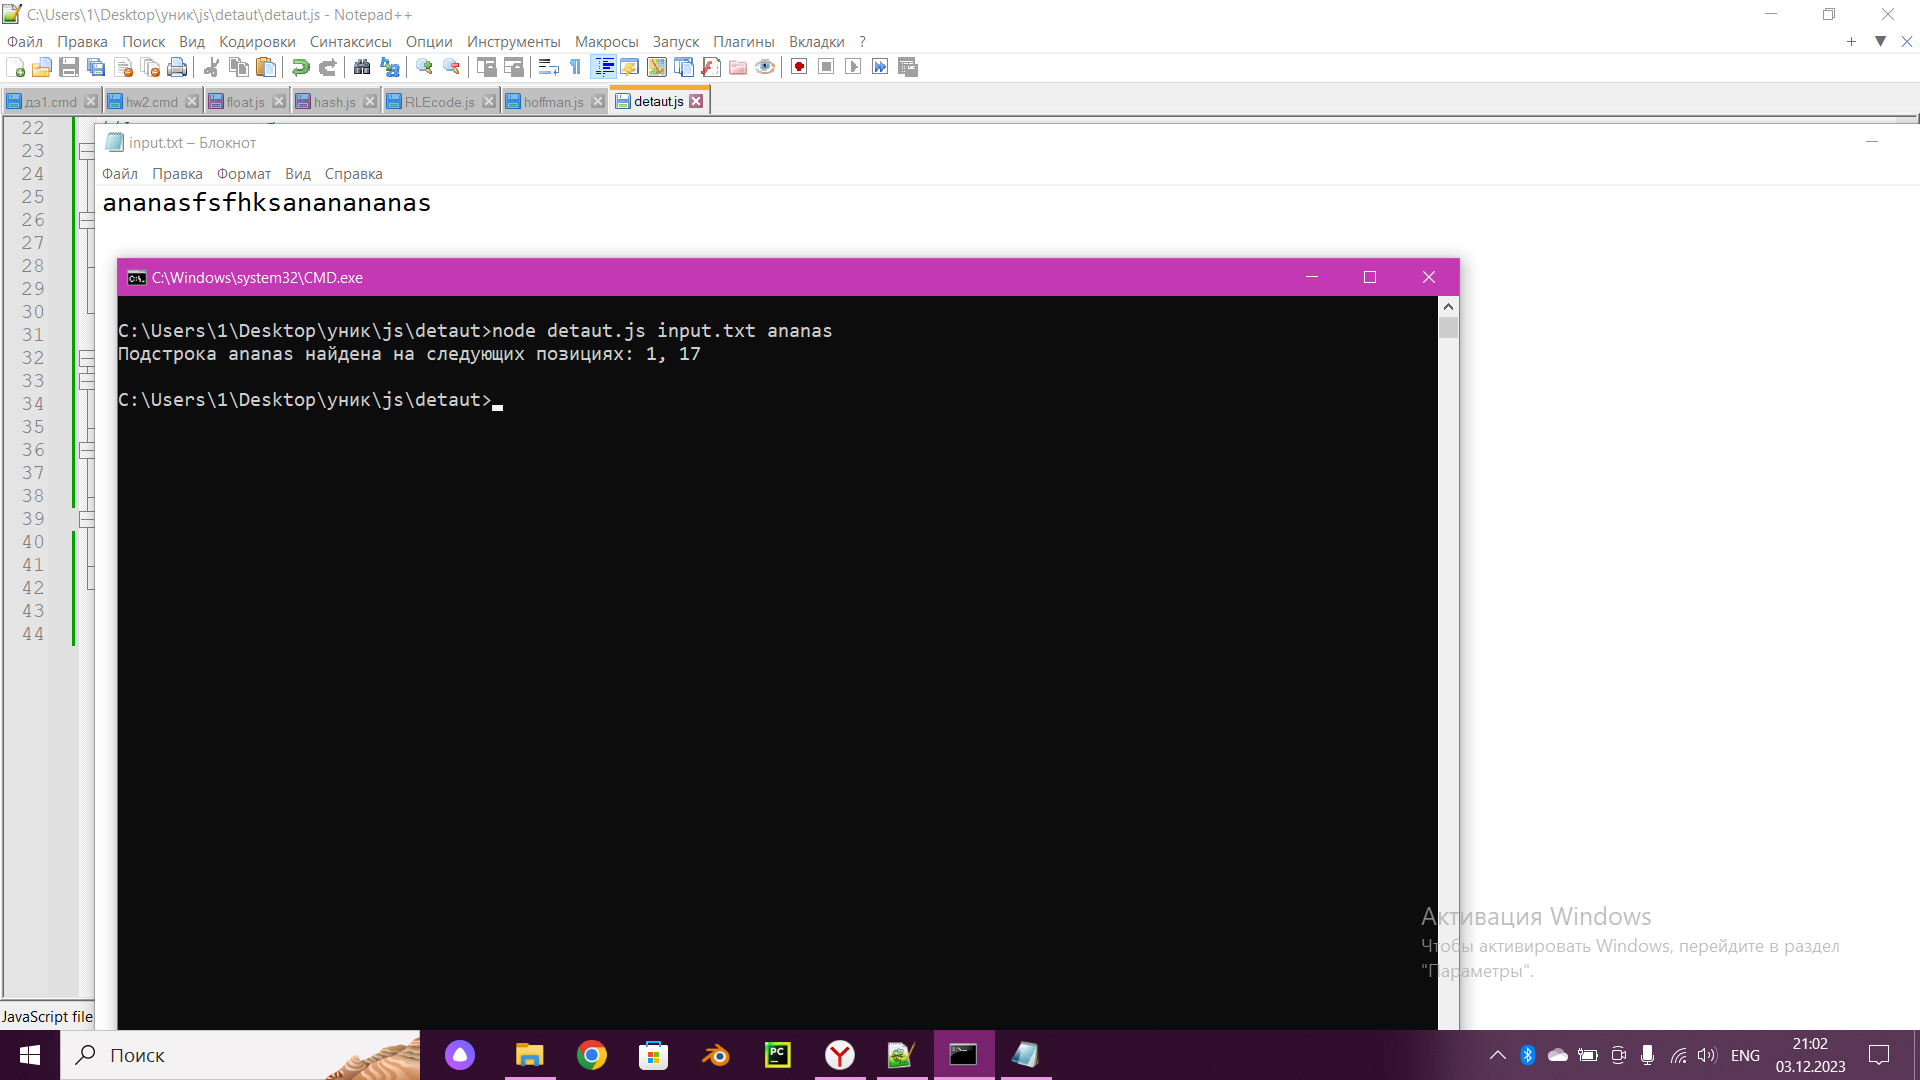 C:\Users\1\Desktop\уник\js\detaut\detaut.js - Notepad++
Файл Правка Поиск Вид Кодировки Синтаксисы Опции Инструменты Макросы Запуск Плагины Вкладки ?
дз1.cmd hw2.cmd float.js hash.js RLEcode.js hoffman.js detaut.js
22
23
24
25
26
27
28
29
30
31
32
33
34
35
36
37
38
39
40
41
42
43
44
input.txt – Блокнот
Файл Правка Формат Вид Справка
ananasfsfhksananananas
C:\Windows\system32\CMD.exe
C:\Users\1\Desktop\уник\js\detaut>node detaut.js input.txt ananas
Подстрока ananas найдена на следующих позициях: 1, 17
C:\Users\1\Desktop\уник\js\detaut>
Активация Windows
Чтобы активировать Windows, перейдите в раздел
"Параметры".
JavaScript file
Поиск
ENG
21:02
03.12.2023